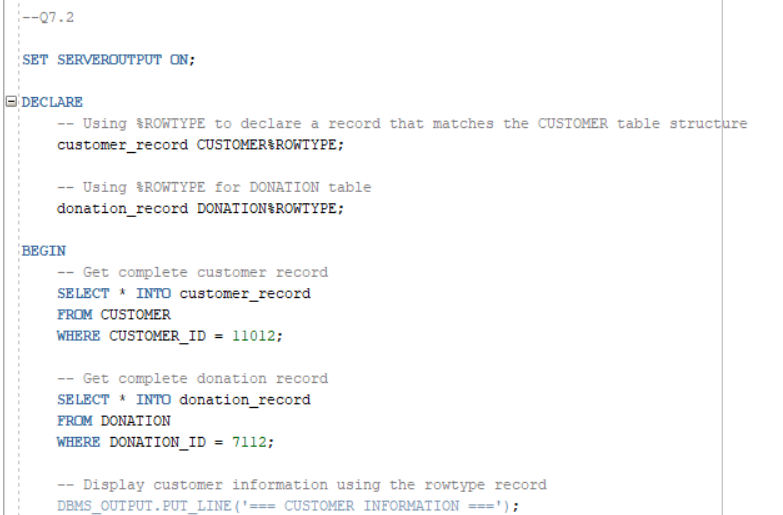 --Q7.2
SET SERVEROUTPUT ON;
DECLARE
-- Using %ROWTYPE to declare a record that matches the CUSTOMER table structure
customer_record CUSTOMER%ROWTYPE;
-- Using %ROWTYPE for DONATION table
donation_record DONATION%ROWTYPE;
BEGIN
-- Get complete customer record
SELECT * INTO customer_record
FROM CUSTOMER
WHERE CUSTOMER_ID = 11012;
-- Get complete donation record
SELECT * INTO donation_record
FROM DONATION
WHERE DONATION_ID = 7112;
-- Display customer information using the rowtype record
DBMS_OUTPUT.PUT_LINE('=== CUSTOMER INFORMATION ===');